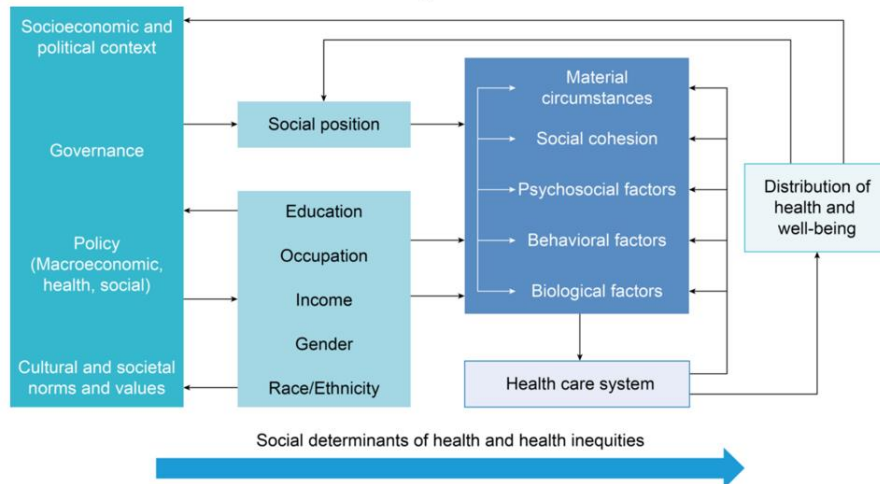 Socioeconomic and
political context
Governance
Policy
(Macroeconomic,
health, social)
Cultural and societal
norms and values
Social position
Education
Occupation
Income
Gender
Race/Ethnicity
Material
circumstances
Social cohesion
Psychosocial factors
Behavioral factors
Biological factors
Health care system
Distribution of
health and
well-being
Social determinants of health and health inequities